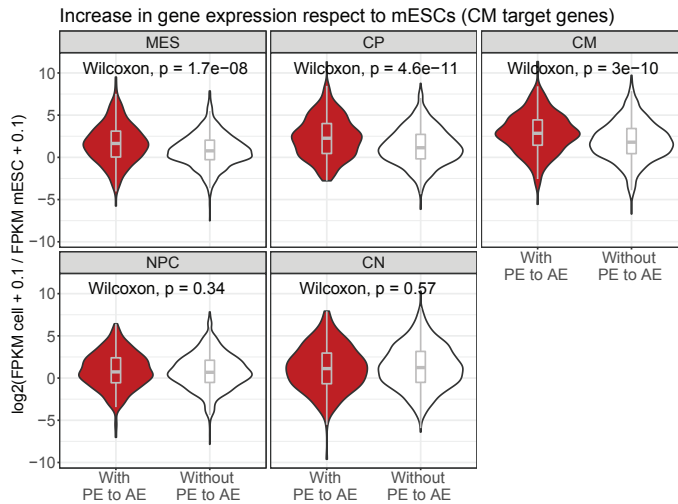 Increase in gene expression respect to mESCs (CM target genes)
MES
CP
CM
Wilcoxon, p = 1.7e−08
Wilcoxon, p = 4.6e−11
Wilcoxon, p = 3e−10
10
5
0
−5
−10
log2(FPKM cell + 0.1 / FPKM mESC + 0.1)
With
PE to AE
Without
PE to AE
NPC
CN
Wilcoxon, p = 0.34
Wilcoxon, p = 0.57
10
5
0
−5
−10
With
PE to AE
Without
PE to AE
With
PE to AE
Without
PE to AE